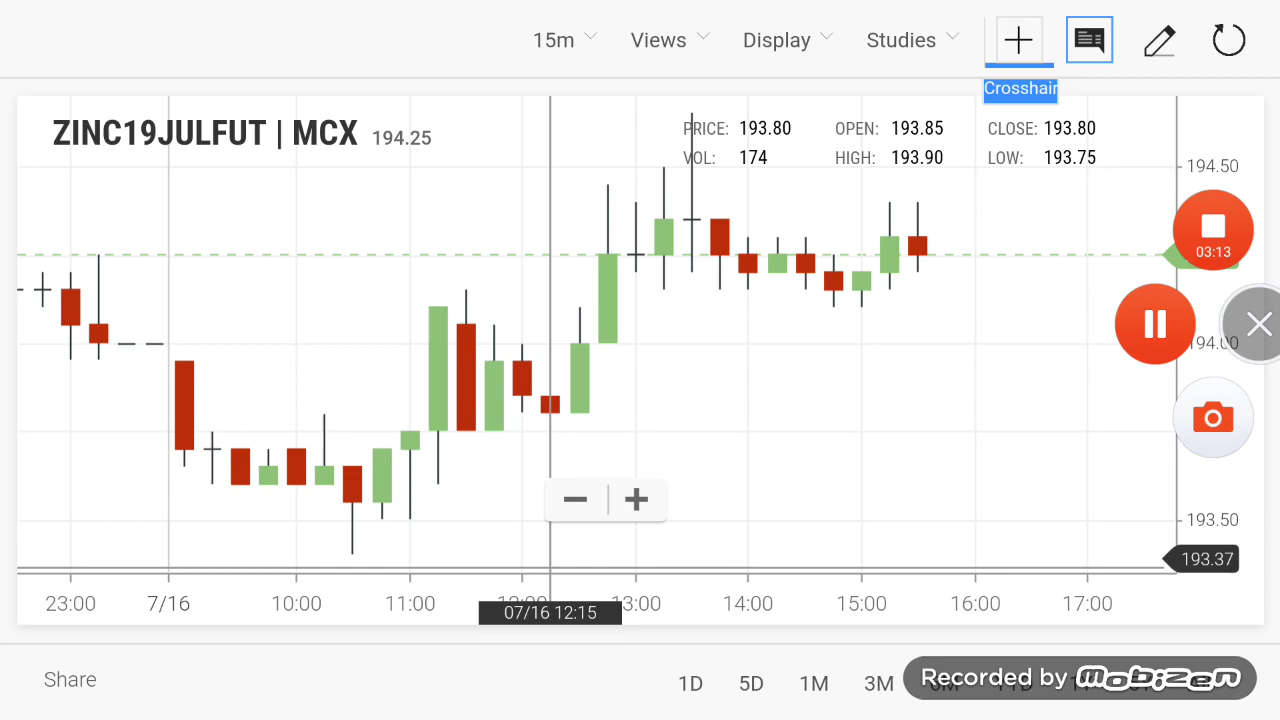 15m Views Display Studies
Crosshair
ZINC19JULFUT | MCX 194.25
PRICE: 193.80 OPEN: 193.85 CLOSE: 193.80
VOL: 174 HIGH: 193.90 LOW: 193.75
194.50
03:13
194.00
193.50
193.37
23:00 7/16 10:00 11:00 12:00 13:00 14:00 15:00 16:00 17:00
07/16 12:15
Share 1D 5D 1M 3M
Recorded by mobizen